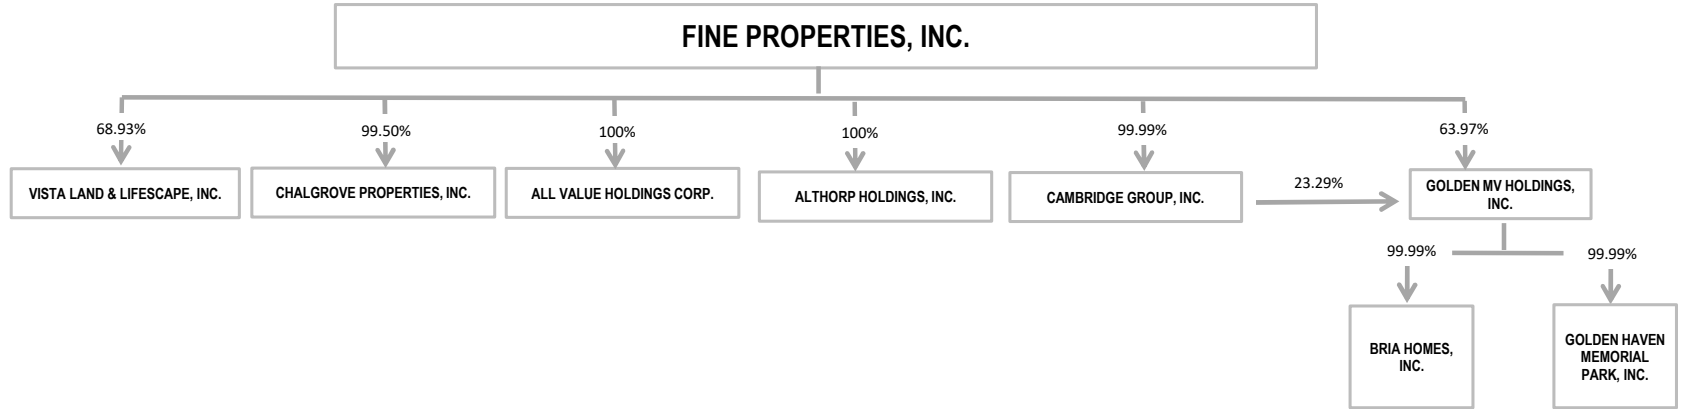 FINE PROPERTIES, INC.
68.93%
99.50%
100%
100%
99.99%
63.97%
VISTA LAND & LIFESCAPE, INC.
CHALGROVE PROPERTIES, INC.
ALL VALUE HOLDINGS CORP.
ALTHORP HOLDINGS, INC.
CAMBRIDGE GROUP, INC.
23.29%
GOLDEN MV HOLDINGS,
INC.
99.99%
99.99%
BRIA HOMES,
INC.
GOLDEN HAVEN
MEMORIAL
PARK, INC.